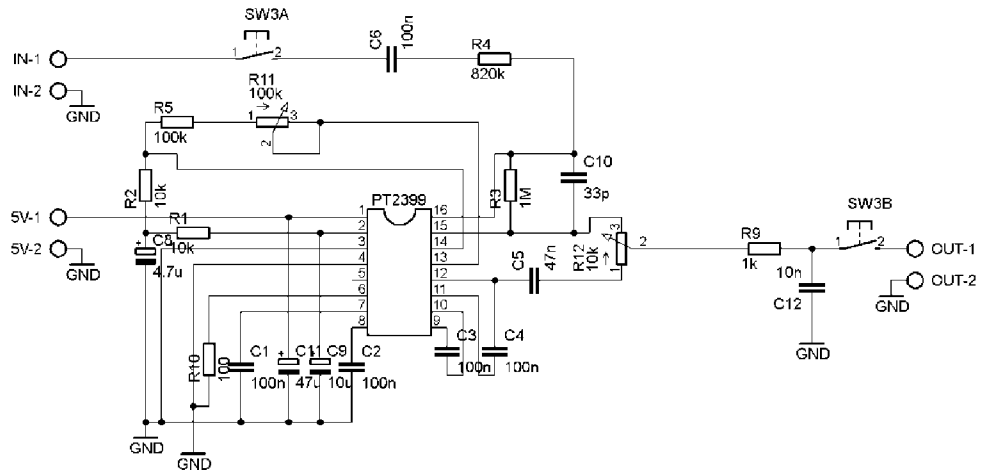 SW3A
IN-1
1 2
C6
100n
R4
820k
IN-2
GND
R11
100k
1 3
2
R5
100k
R2
10k
R3
1M
C10
33p
PT2399
5V-1
1 16
2 15
3 14
4 13
5 12
6 11
7 10
8 9
R1
10k
5V-2
GND
C8
+
4.7u
C5
47n
R12
10k
3
2
1
R9
1k
SW3B
1 2
OUT-1
OUT-2
GND
10n
C12
GND
R10
100
C1
100n
+
C11
47u
+
C9
10u
C2
100n
C3
100n
C4
100n
GND
GND